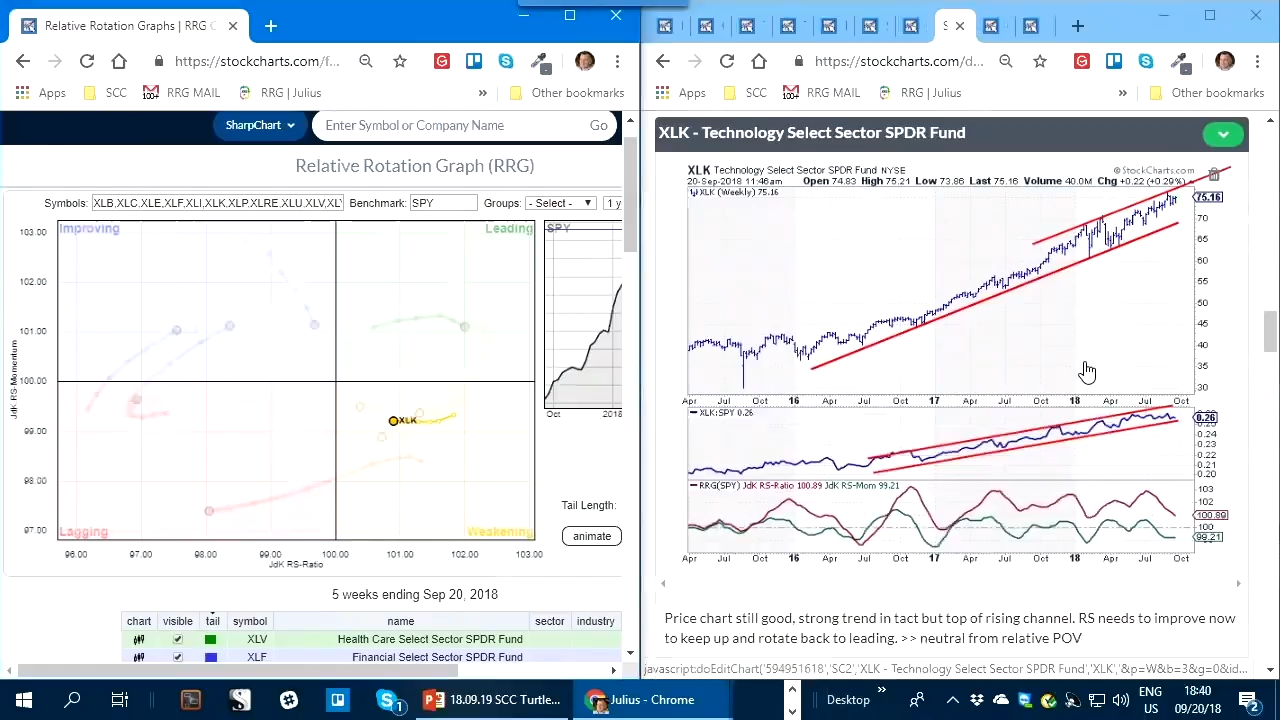 Relative Rotation Graphs | RRG C
S
https://stockcharts.com/f...
https://stockcharts.com/d...
Apps SCC RRG MAIL RRG | Julius » Other bookmarks
Apps SCC RRG MAIL RRG | Julius » Other bookmarks
SharpChart Enter Symbol or Company Name Go
Relative Rotation Graph (RRG)
Symbols: XLB,XLC,XLE,XLF,XLI,XLK,XLP,XLRE,XLU,XLV,XLY Benchmark: SPY Groups: - Select - 1 y
Improving Leading
SPY
103.00
102.00
101.00
100.00
99.00
98.00
97.00
JdK RS-Momentum
XLK
Lagging Weakening
96.00 97.00 98.00 99.00 100.00 101.00 102.00 103.00
JdK RS-Ratio
Oct 2018
Tail Length:
animate
5 weeks ending Sep 20, 2018
chart visible tail symbol name sector industry
XLV Health Care Select Sector SPDR Fund
XLF Financial Select Sector SPDR Fund
XLK - Technology Select Sector SPDR Fund
XLK Technology Select Sector SPDR Fund NYSE © StockCharts.com
20-Sep-2018 11:46am Open 74.83 High 75.21 Low 73.86 Last 75.16 Volume 40.0M Chg +0.22 (+0.29%)
XLK (Weekly) 75.16
75.16
70
65
60
55
50
45
40
35
30
Apr Jul Oct 16 Apr Jul Oct 17 Apr Jul Oct 18 Apr Jul Oct
XLK:SPY 0.26
0.26
0.25
0.24
0.23
0.22
0.21
0.20
RRG(SPY) JdK RS-Ratio 100.89 JdK RS-Mom 99.21
103
102
100.89
100
99.21
Apr Jul Oct 16 Apr Jul Oct 17 Apr Jul Oct 18 Apr Jul Oct
Price chart still good, strong trend in tact but top of rising channel. RS needs to improve now
to keep up and rotate back to leading. >> neutral from relative POV
javascript:doEditChart('594951618','SC2','XLK - Technology Select Sector SPDR Fund','XLK','&p=W&b=3&g=0&id...
1
18.09.19 SCC Turtle...
Julius - Chrome
Desktop »
ENG
US
18:40
09/20/18
2